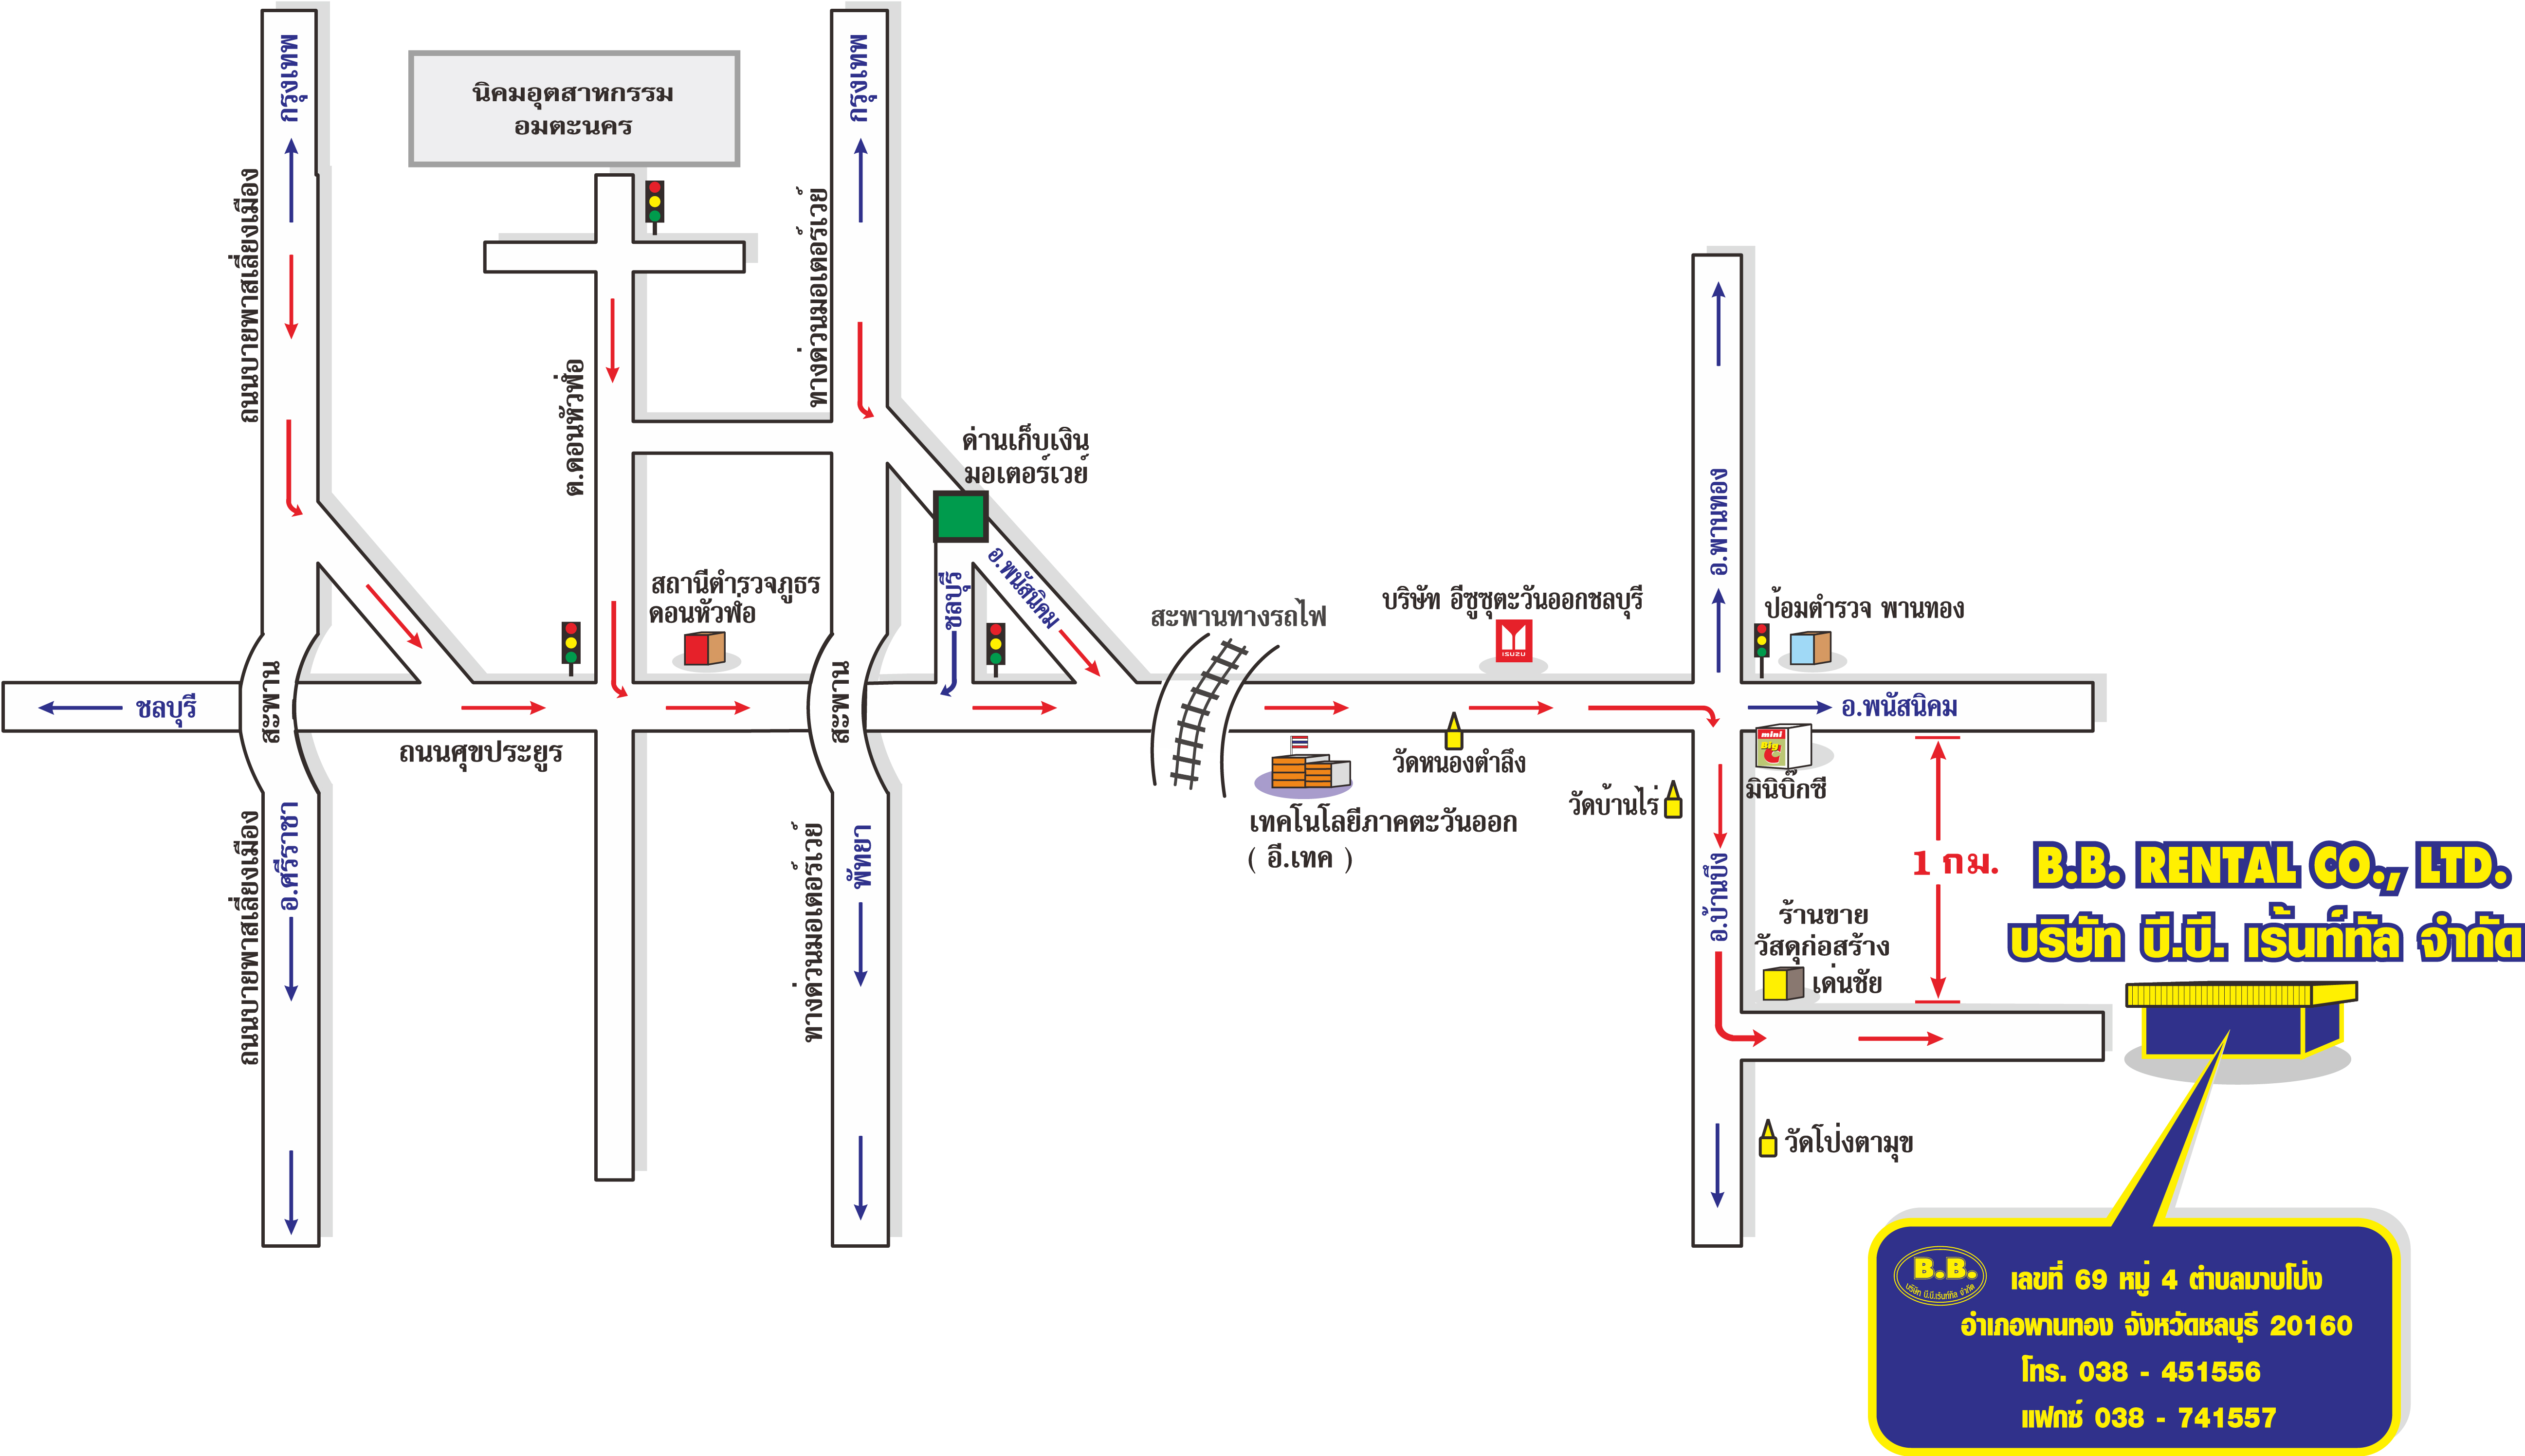 กรุงเทพ
ถนนบายพาสเลี่ยงเมือง
นิคมอุตสาหกรรม
อมตะนคร
ต.ดอนหัวฬ่อ
กรุงเทพ
ทางด่วนมอเตอร์เวย์
ด่านเก็บเงิน
มอเตอร์เวย์
ชลบุรี
อ.พนัสนิคม
สถานีตำรวจภูธร
ดอนหัวฬ่อ
สะพานทางรถไฟ
บริษัท อีซูซุตะวันออกชลบุรี
ISUZU
อ.พานทอง
ป้อมตำรวจ พานทอง
ชลบุรี
สะพาน
สะพาน
อ.พนัสนิคม
ถนนศุขประยูร
วัดหนองตำลึง
mini
Big
C
มินิบิ๊กซี
วัดบ้านไร่
เทคโนโลยีภาคตะวันออก
( อี.เทค )
ถนนบายพาสเลี่ยงเมือง
อ.ศรีราชา
ทางด่วนมอเตอร์เวย์
พัทยา
อ.บ้านบึง
1 กม.
B.B. RENTAL CO., LTD.
บริษัท บี.บี. เร้นท์ทัล จำกัด
ร้านขาย
วัสดุก่อสร้าง
เด่นชัย
วัดโป่งตามุข
B.B.
บริษัท บี.บี.เร้นท์ทัล จำกัด
เลขที่ 69 หมู่ 4 ตำบลมาบโป่ง
อำเภอพานทอง จังหวัดชลบุรี 20160
โทร. 038 - 451556
แฟกซ์ 038 - 741557